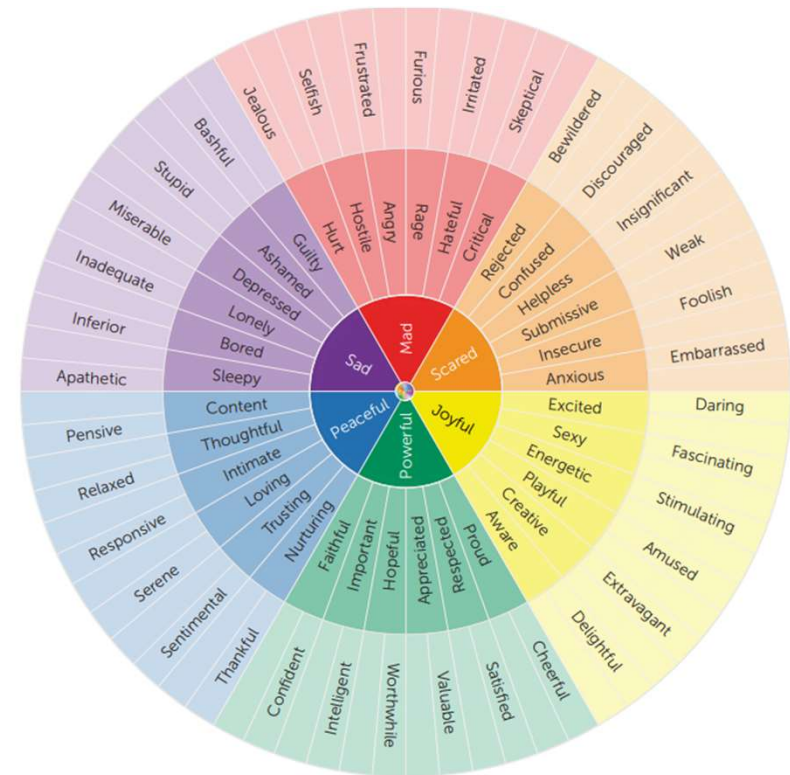 Mad
Scared
Joyful
Powerful
Peaceful
Sad
Hurt
Hostile
Angry
Rage
Hateful
Critical
Rejected
Confused
Helpless
Submissive
Insecure
Anxious
Excited
Sexy
Energetic
Playful
Creative
Aware
Proud
Respected
Appreciated
Hopeful
Important
Faithful
Nurturing
Trusting
Loving
Intimate
Thoughtful
Content
Sleepy
Bored
Lonely
Depressed
Ashamed
Guilty
Jealous
Selfish
Frustrated
Furious
Irritated
Skeptical
Bewildered
Discouraged
Insignificant
Weak
Foolish
Embarrassed
Daring
Fascinating
Stimulating
Amused
Extravagant
Delightful
Cheerful
Satisfied
Valuable
Worthwhile
Intelligent
Confident
Thankful
Sentimental
Serene
Responsive
Relaxed
Pensive
Apathetic
Inferior
Inadequate
Miserable
Stupid
Bashful